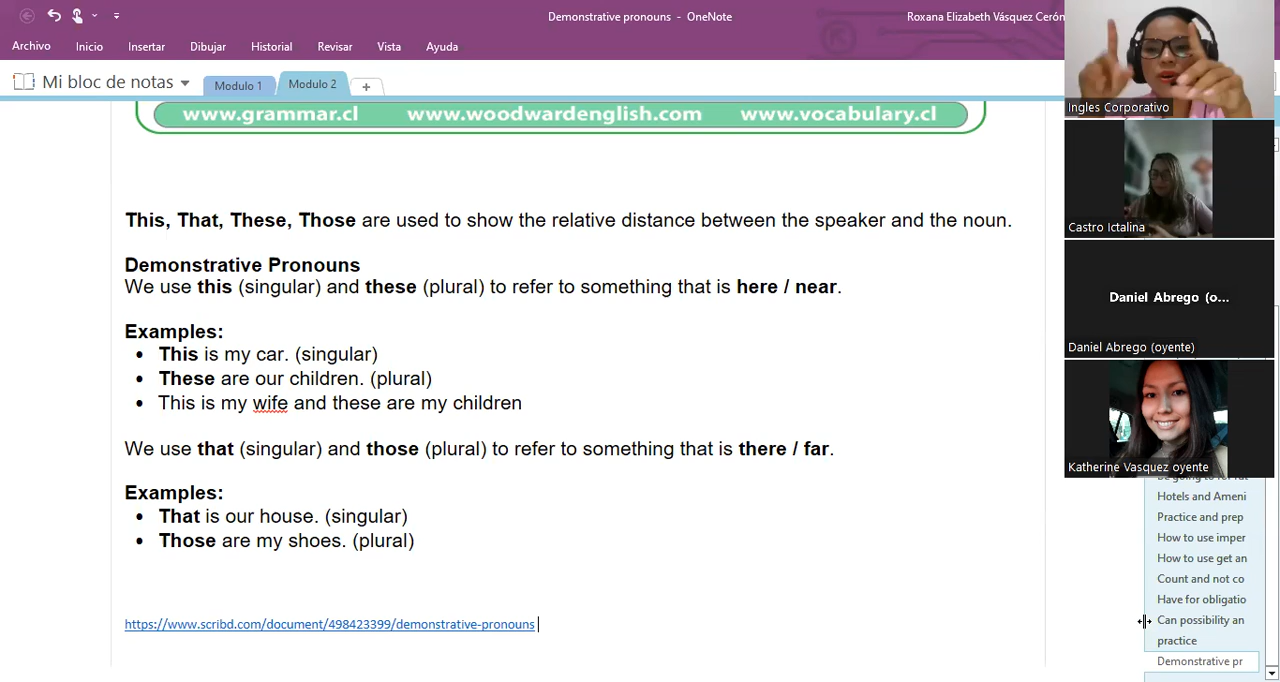 Demonstrative pronouns - OneNote
Roxana Elizabeth Vásquez Cerón
Archivo Inicio Insertar Dibujar Historial Revisar Vista Ayuda
Mi bloc de notas Modulo 1 Modulo 2 +
www.grammar.cl www.woodwardenglish.com www.vocabulary.cl
This, That, These, Those are used to show the relative distance between the speaker and the noun.
Demonstrative Pronouns
We use this (singular) and these (plural) to refer to something that is here / near.
Examples:
• This is my car. (singular)
• These are our children. (plural)
• This is my wife and these are my children
We use that (singular) and those (plural) to refer to something that is there / far.
Examples:
• That is our house. (singular)
• Those are my shoes. (plural)
https://www.scribd.com/document/498423399/demonstrative-pronouns
Ingles Corporativo
Castro Ictalina
Daniel Abrego (o...
Daniel Abrego (oyente)
Katherine Vasquez oyente
Hotels and Ameni
Practice and prep
How to use imper
How to use get an
Count and not co
Have for obligatio
Can possibility an
practice
Demonstrative pr